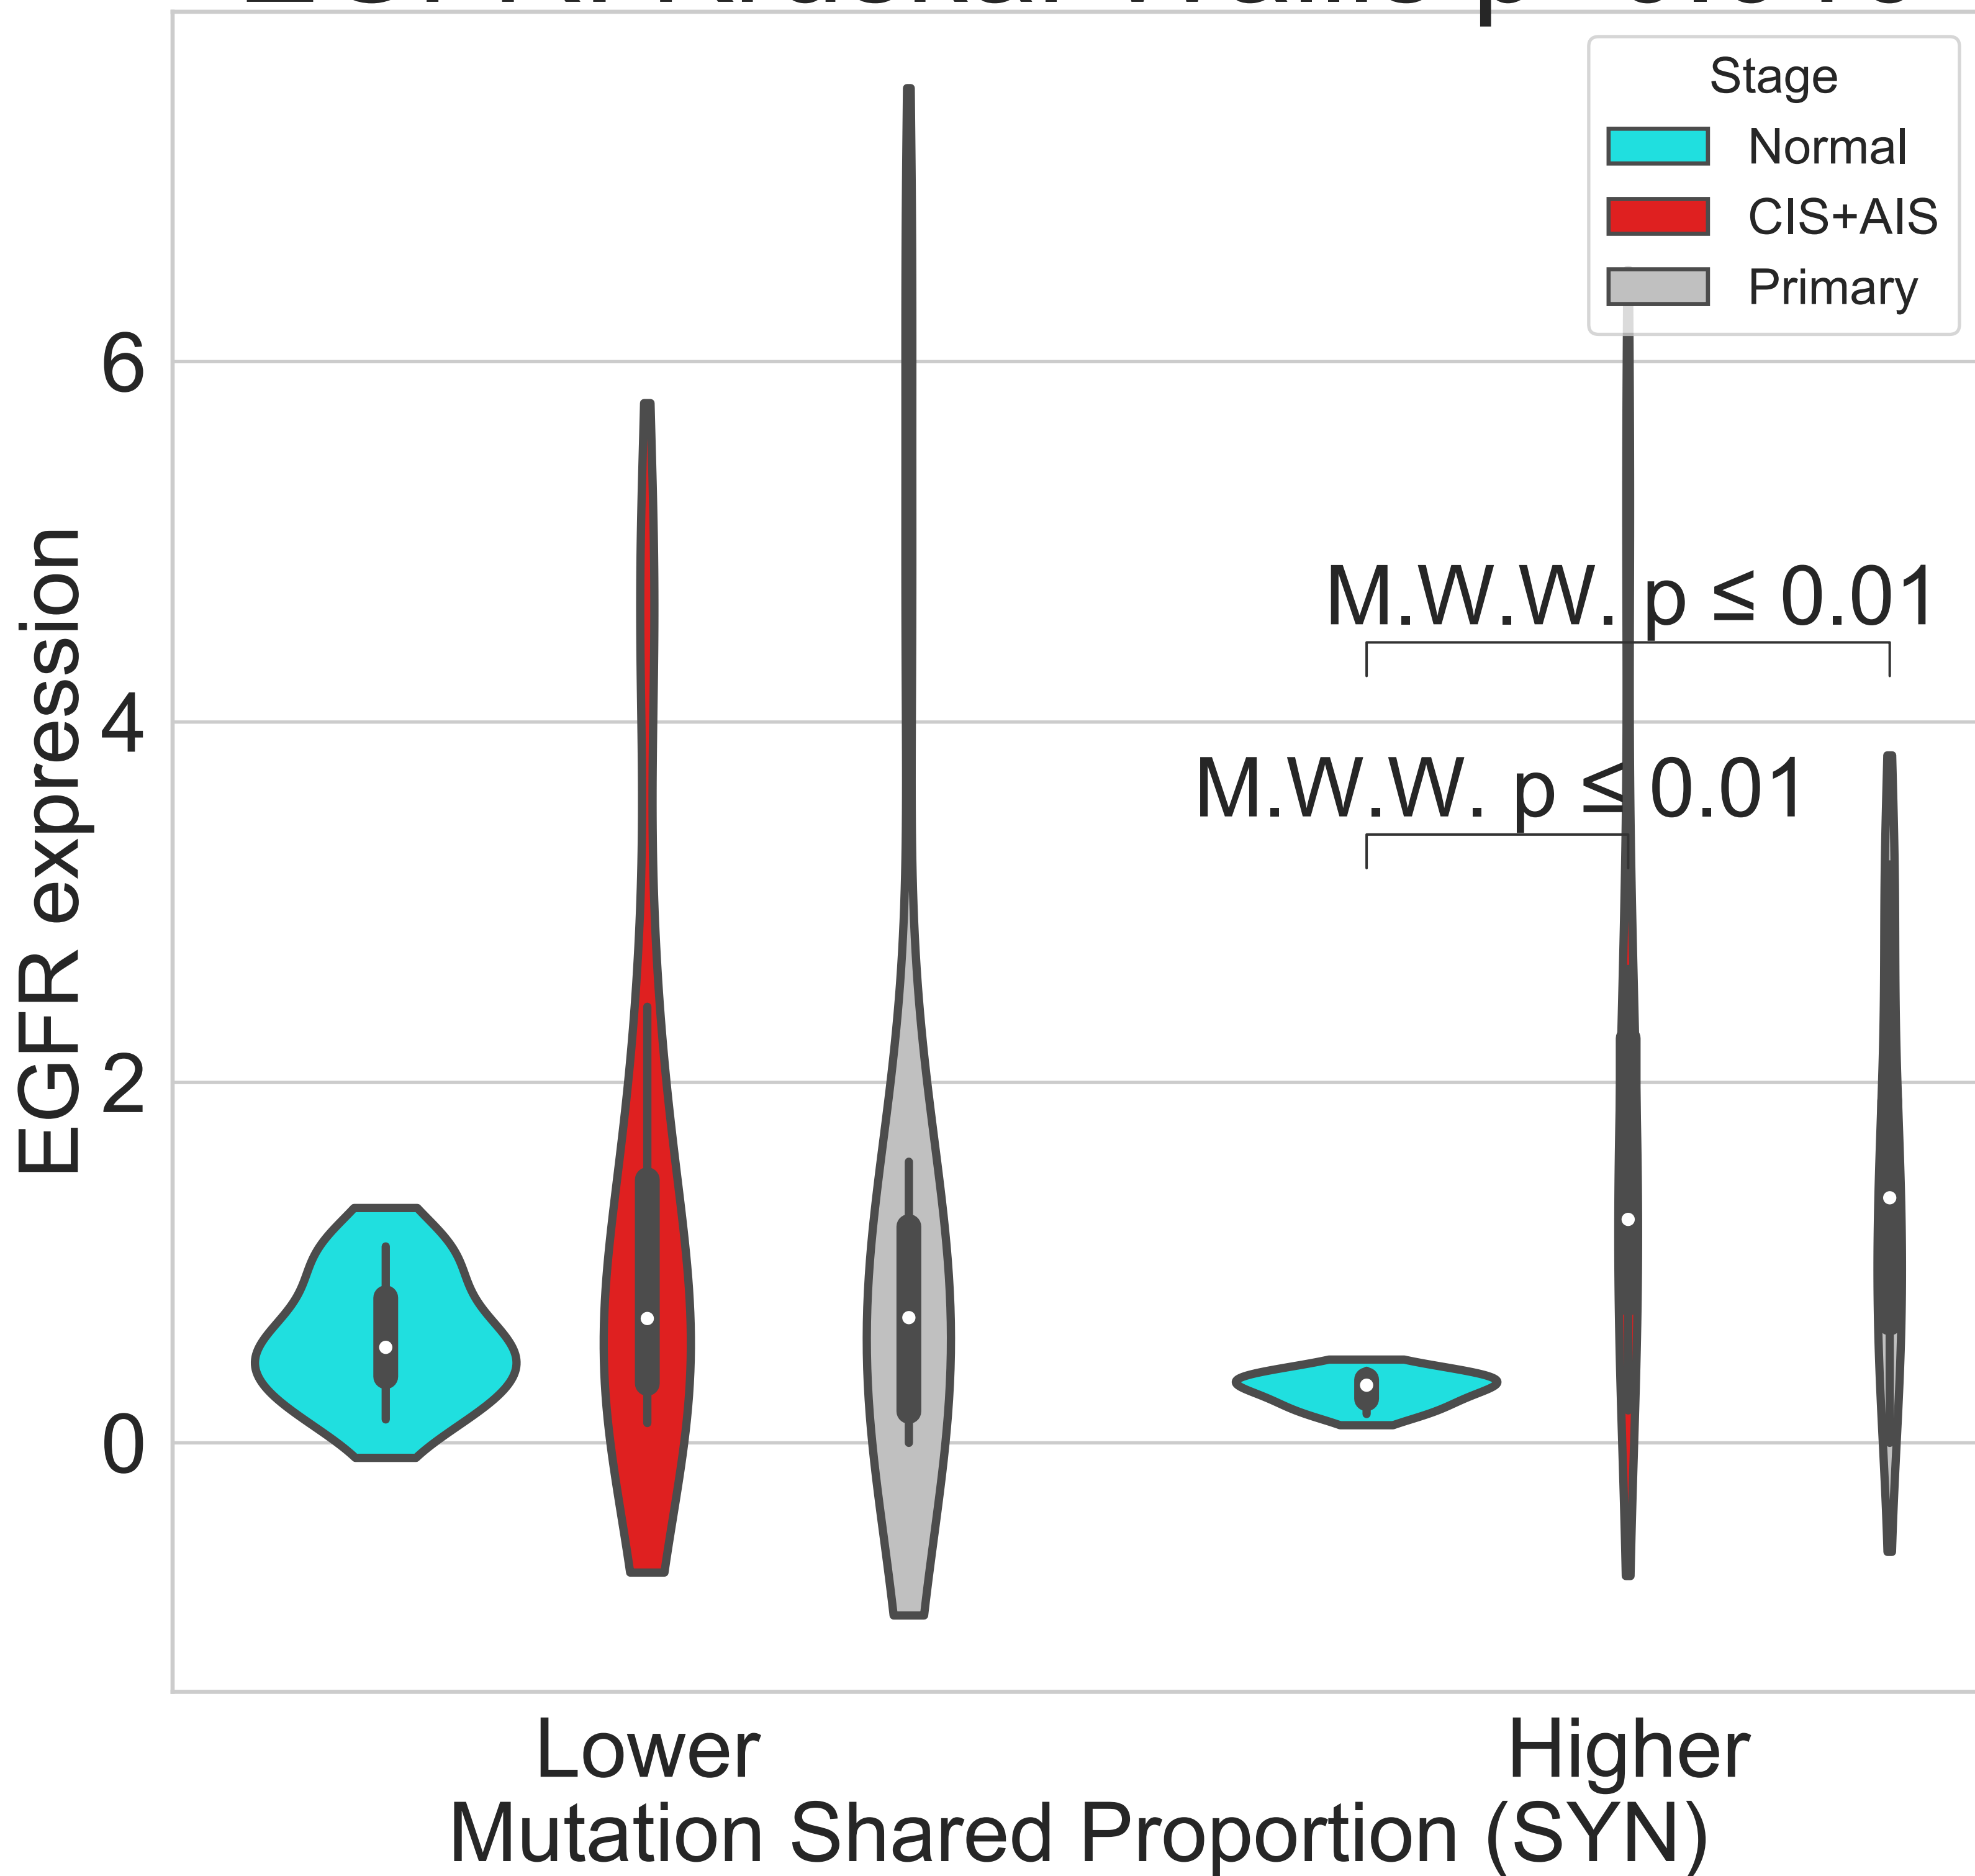 Stage
Normal
CIS+AIS
Primary
6
4
2
0
EGFR expression
M.W.W. p ≤ 0.01
M.W.W. p ≤ 0.01
Lower
Higher
Mutation Shared Proportion (SYN)